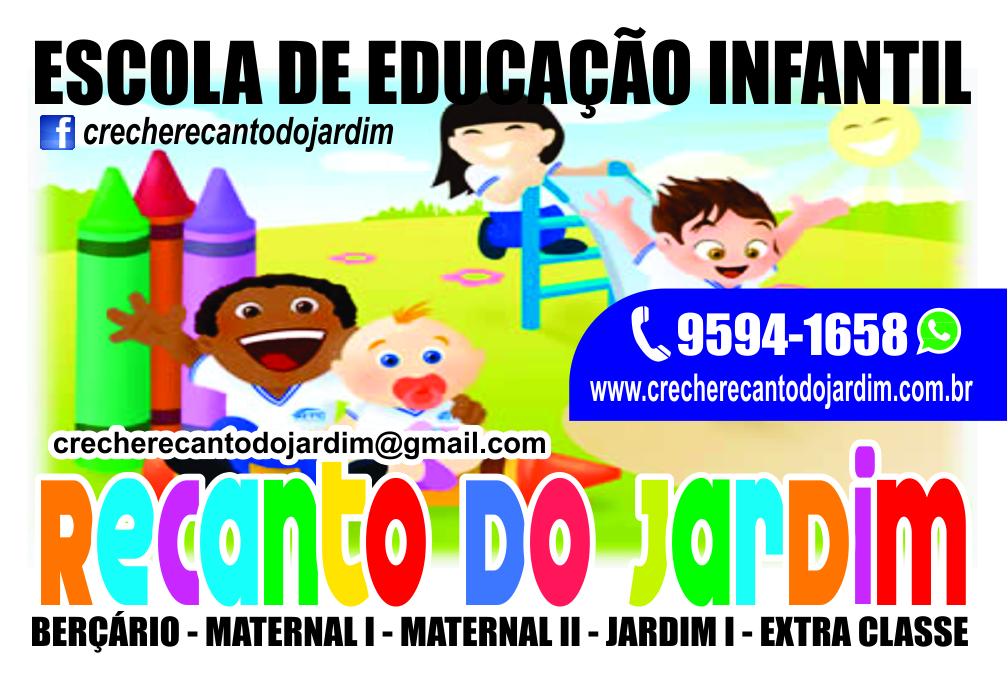 ESCOLA DE EDUCAÇÃO INFANTIL
f crecherecantodojardim
9594-1658
www.crecherecantodojardim.com.br
crecherecantodojardim@gmail.com
Recanto Do Jardim
BERÇÁRIO - MATERNAL I - MATERNAL II - JARDIM I - EXTRA CLASSE